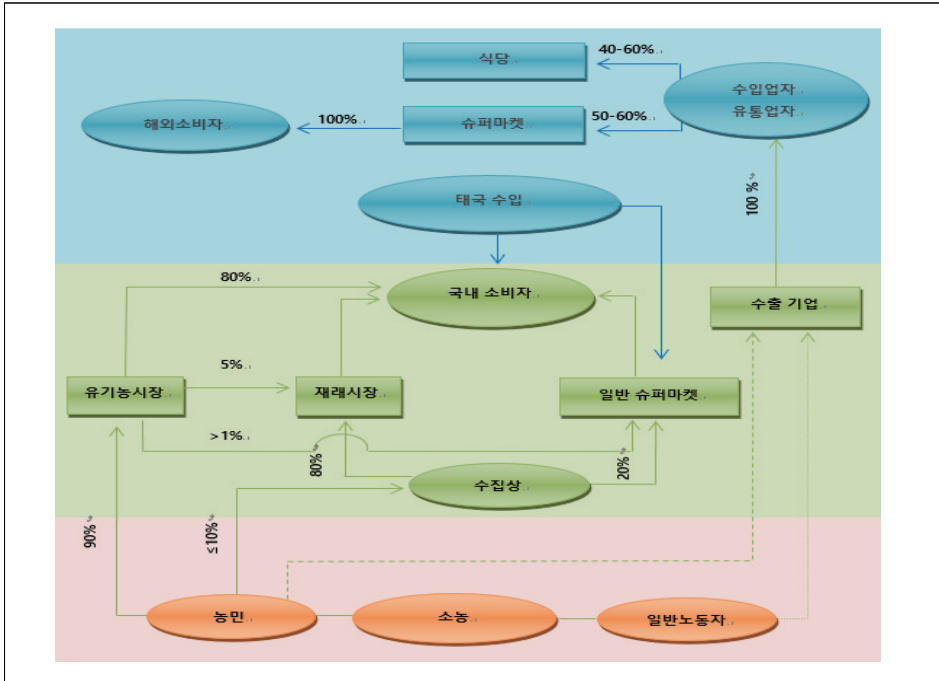 식당
40-60%
수입업자
유통업자
해외소비자
100%
슈퍼마켓
50-60%
100 %
태국 수입
80%
국내 소비자
수출 기업
5%
유기농시장
재래시장
일반 슈퍼마켓
>1%
80%
20%
수집상
90%
≤10%
농민
소농
일반노동자